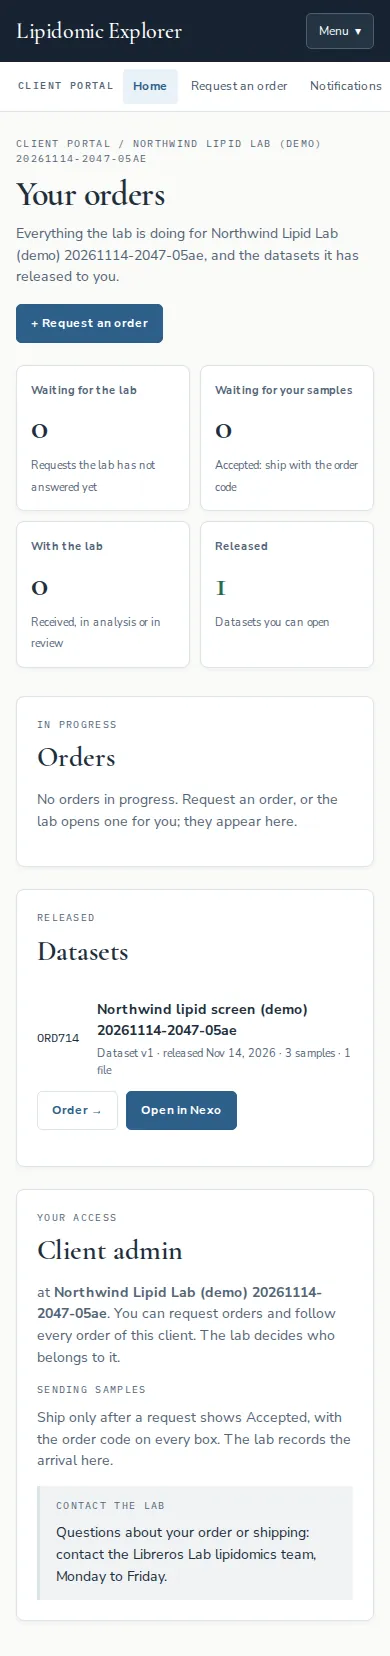 Lipidomic Explorer
Menu ▾
CLIENT PORTAL
Home
Request an order
Notifications
CLIENT PORTAL / NORTHWIND LIPID LAB (DEMO)
20261114-2047-05AE
Your orders
Everything the lab is doing for Northwind Lipid Lab
(demo) 20261114-2047-05ae, and the datasets it has
released to you.
+ Request an order
Waiting for the lab
0
Requests the lab has not
answered yet
Waiting for your samples
0
Accepted: ship with the order
code
With the lab
0
Received, in analysis or in
review
Released
1
Datasets you can open
IN PROGRESS
Orders
No orders in progress. Request an order, or the
lab opens one for you; they appear here.
RELEASED
Datasets
ORD714
Northwind lipid screen (demo)
20261114-2047-05ae
Dataset v1 · released Nov 14, 2026 · 3 samples · 1
file
Order →
Open in Nexo
YOUR ACCESS
Client admin
at Northwind Lipid Lab (demo) 20261114-
2047-05ae. You can request orders and follow
every order of this client. The lab decides who
belongs to it.
SENDING SAMPLES
Ship only after a request shows Accepted, with
the order code on every box. The lab records the
arrival here.
CONTACT THE LAB
Questions about your order or shipping:
contact the Libreros Lab lipidomics team,
Monday to Friday.